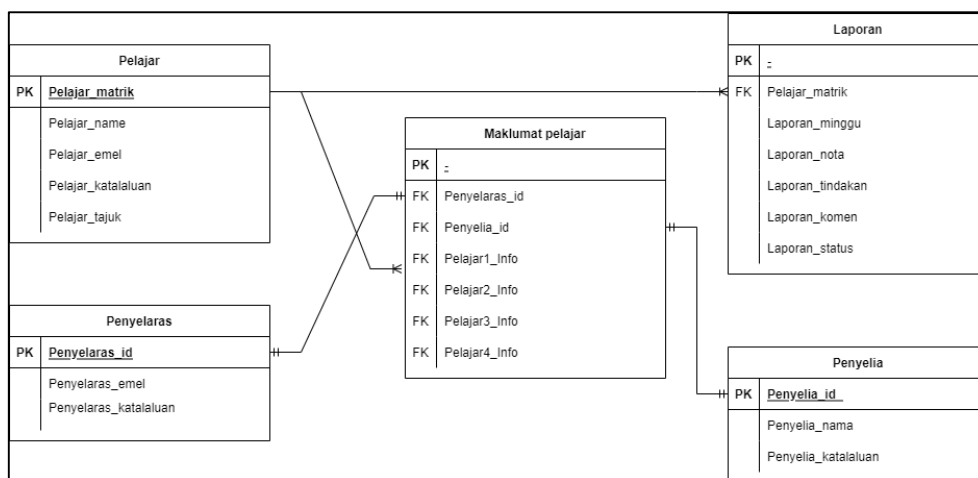 Pelajar
PK Pelajar_matrik
Pelajar_name
Pelajar_emel
Pelajar_katalaluan
Pelajar_tajuk
Penyelaras
PK Penyelaras_id
Penyelaras_emel
Penyelaras_katalaluan
Maklumat pelajar
PK -
FK Penyelaras_id
FK Penyelia_id
FK Pelajar1_Info
FK Pelajar2_Info
FK Pelajar3_Info
FK Pelajar4_Info
Laporan
PK -
FK Pelajar_matrik
Laporan_minggu
Laporan_nota
Laporan_tindakan
Laporan_komen
Laporan_status
Penyelia
PK Penyelia_id_
Penyelia_nama
Penyelia_katalaluan